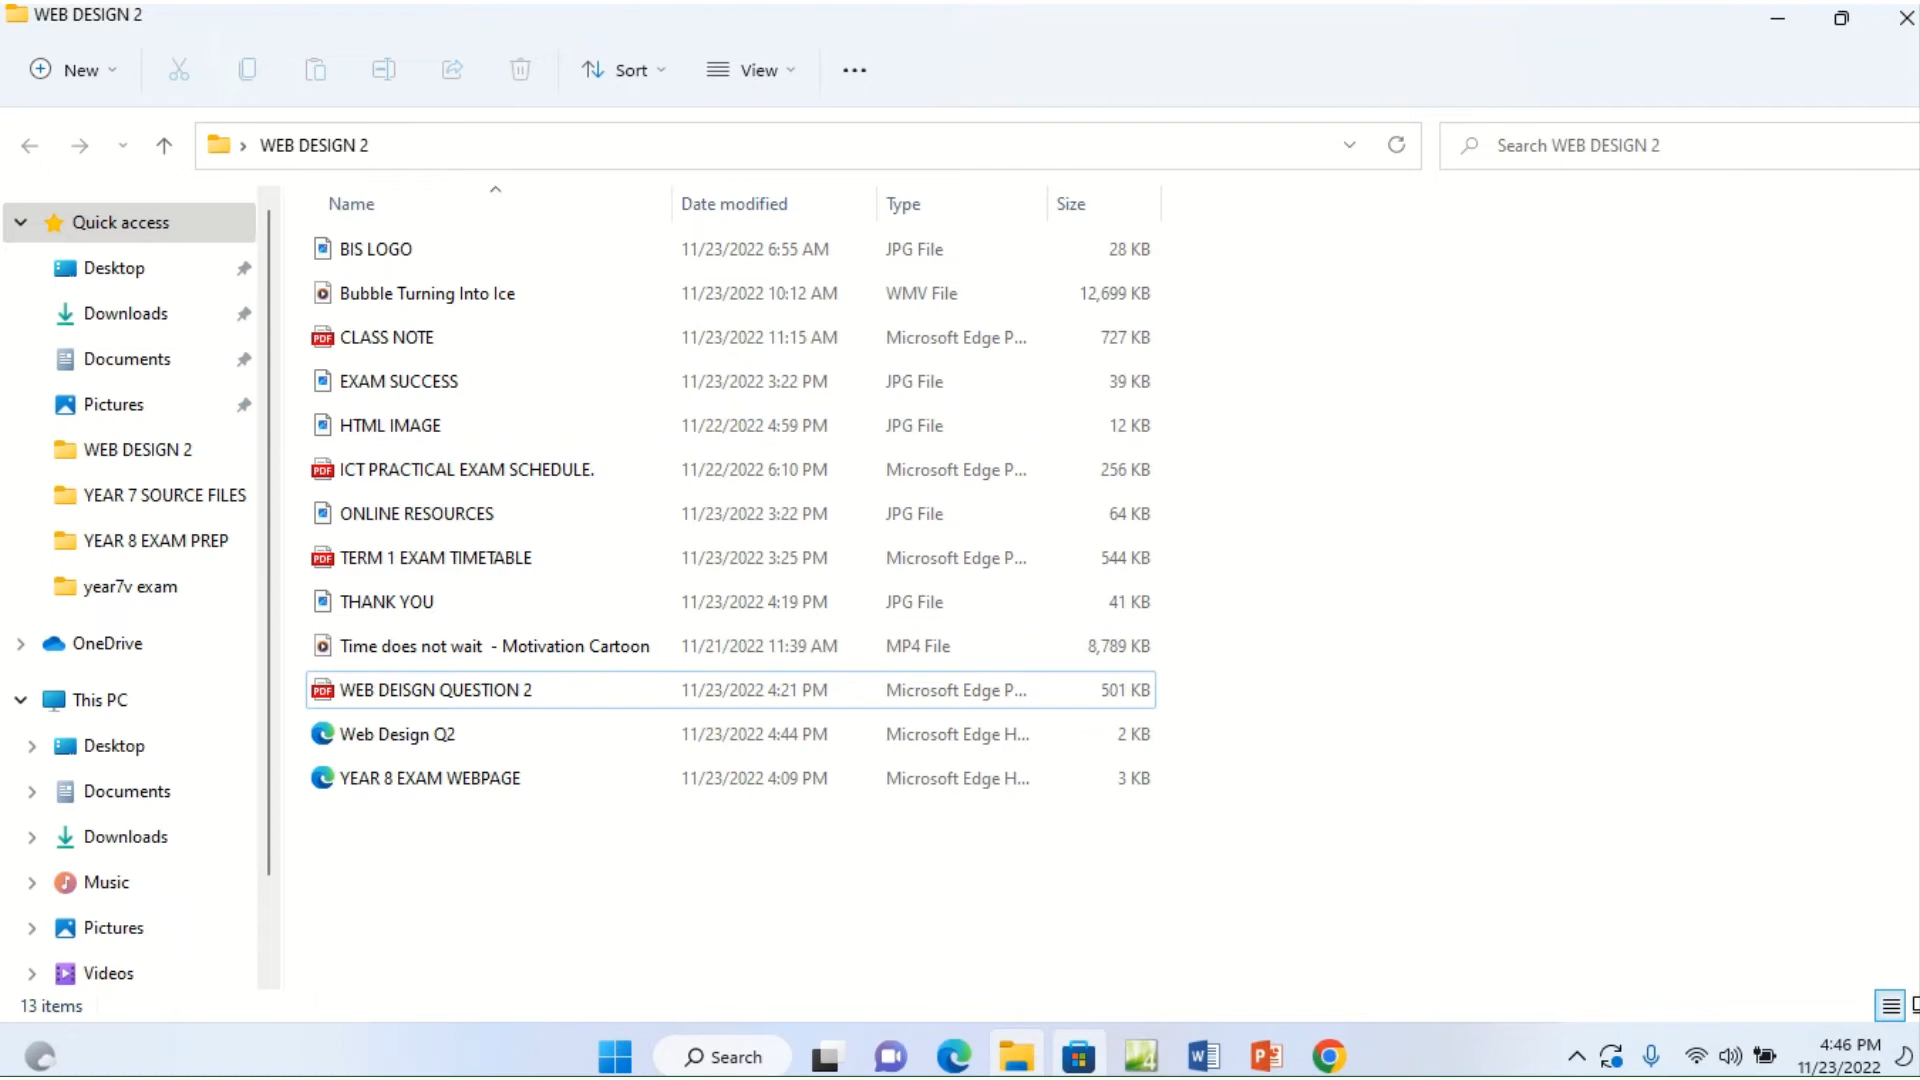 WEB DESIGN 2
New
Sort
View
WEB DESIGN 2
Search WEB DESIGN 2
Name Date modified Type Size
Quick access
Desktop
Downloads
Documents
Pictures
WEB DESIGN 2
YEAR 7 SOURCE FILES
YEAR 8 EXAM PREP
year7v exam
OneDrive
This PC
Desktop
Documents
Downloads
Music
Pictures
Videos
BIS LOGO 11/23/2022 6:55 AM JPG File 28 KB
Bubble Turning Into Ice 11/23/2022 10:12 AM WMV File 12,699 KB
PDF CLASS NOTE 11/23/2022 11:15 AM Microsoft Edge P... 727 KB
EXAM SUCCESS 11/23/2022 3:22 PM JPG File 39 KB
HTML IMAGE 11/22/2022 4:59 PM JPG File 12 KB
PDF ICT PRACTICAL EXAM SCHEDULE. 11/22/2022 6:10 PM Microsoft Edge P... 256 KB
ONLINE RESOURCES 11/23/2022 3:22 PM JPG File 64 KB
PDF TERM 1 EXAM TIMETABLE 11/23/2022 3:25 PM Microsoft Edge P... 544 KB
THANK YOU 11/23/2022 4:19 PM JPG File 41 KB
Time does not wait - Motivation Cartoon 11/21/2022 11:39 AM MP4 File 8,789 KB
PDF WEB DEISGN QUESTION 2 11/23/2022 4:21 PM Microsoft Edge P... 501 KB
Web Design Q2 11/23/2022 4:44 PM Microsoft Edge H... 2 KB
YEAR 8 EXAM WEBPAGE 11/23/2022 4:09 PM Microsoft Edge H... 3 KB
13 items
Search
4
W
P
4:46 PM
11/23/2022